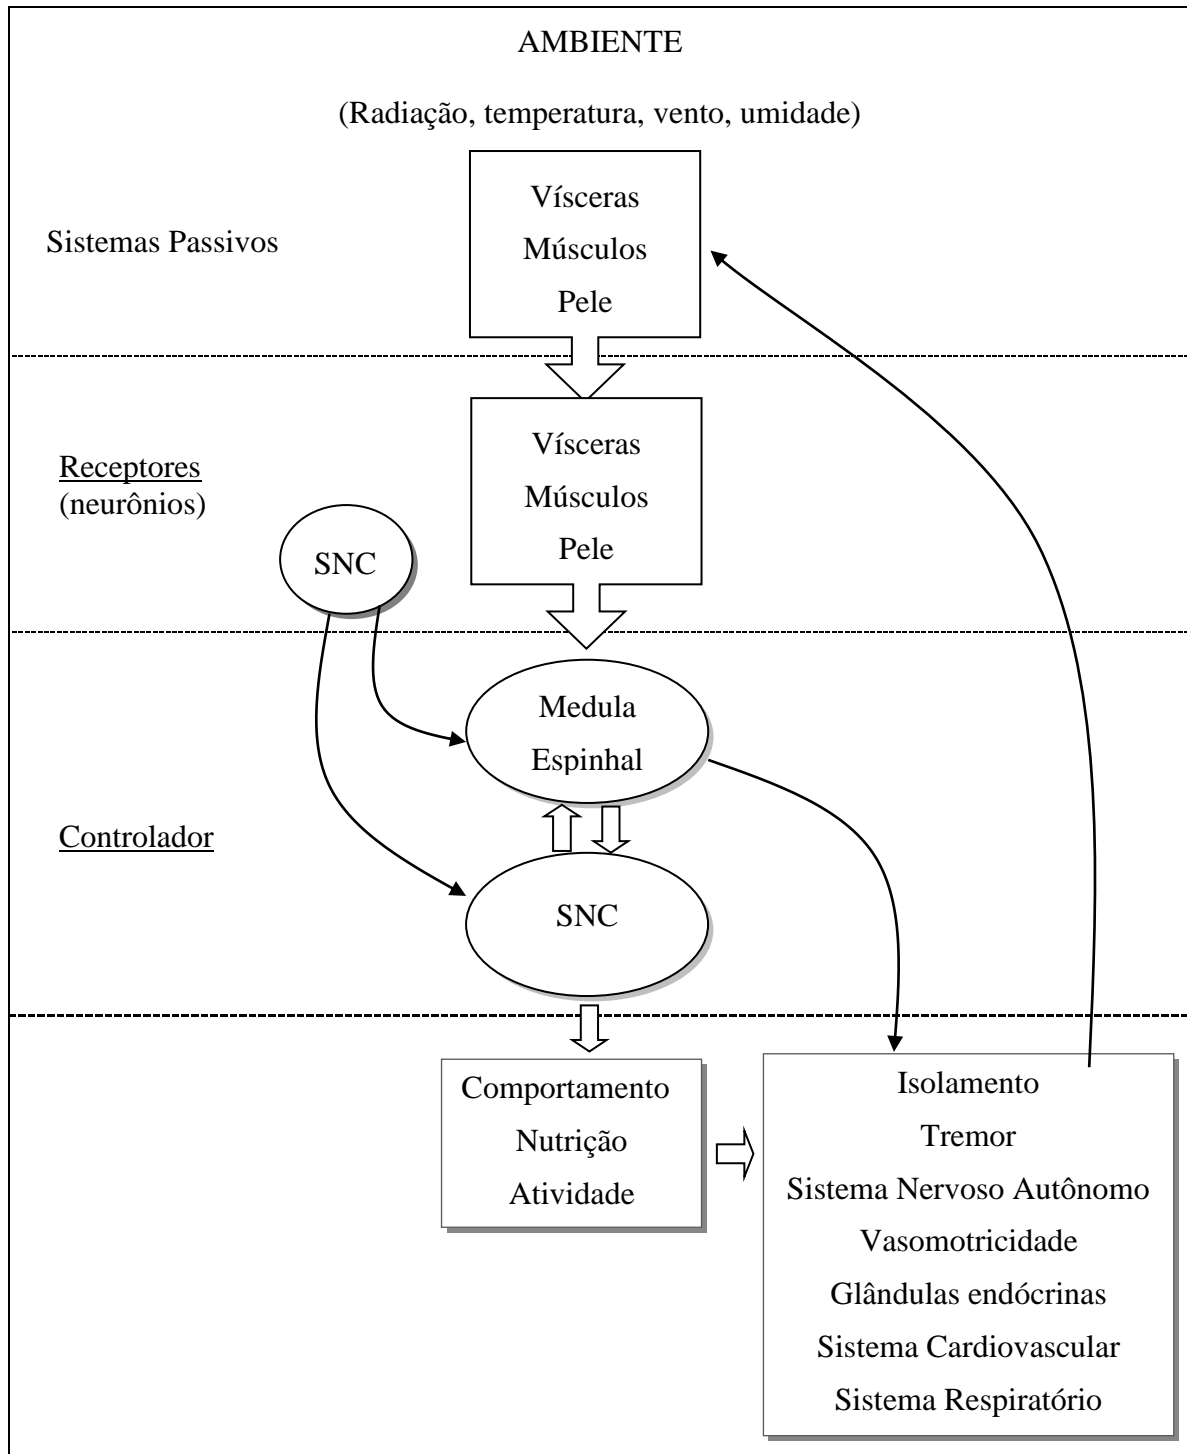 AMBIENTE
(Radiação, temperatura, vento, umidade)
Sistemas Passivos
Vísceras
Músculos
Pele
Receptores
(neurônios)
Vísceras
Músculos
Pele
SNC
Medula
Espinhal
Controlador
SNC
Comportamento
Nutrição
Atividade
Isolamento
Tremor
Sistema Nervoso Autônomo
Vasomotricidade
Glândulas endócrinas
Sistema Cardiovascular
Sistema Respiratório